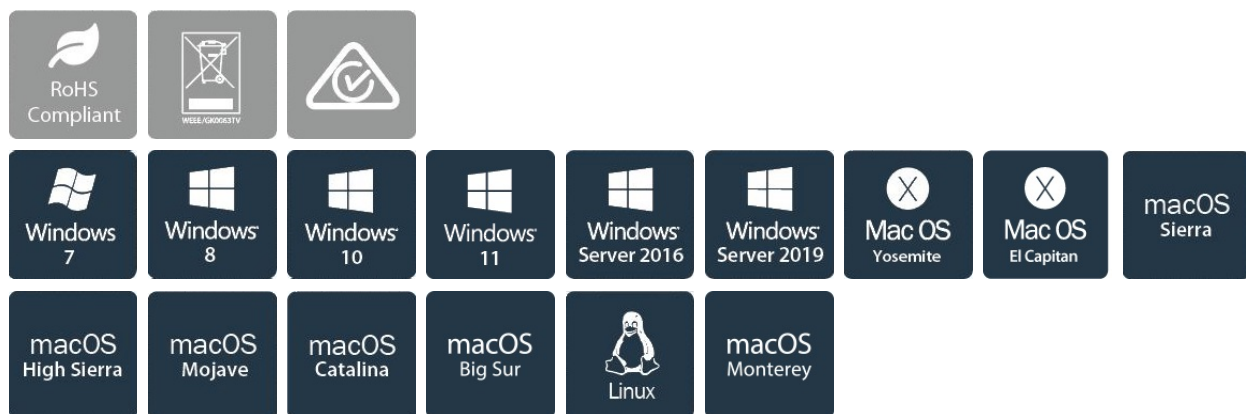 RoHS
Compliant
WEEE/GK0063TV
Windows
7
Windows
8
Windows
10
Windows
11
Windows
Server 2016
Windows
Server 2019
X
Mac OS
Yosemite
X
Mac OS
El Capitan
macOS
Sierra
macOS
High Sierra
macOS
Mojave
macOS
Catalina
macOS
Big Sur
Linux
macOS
Monterey